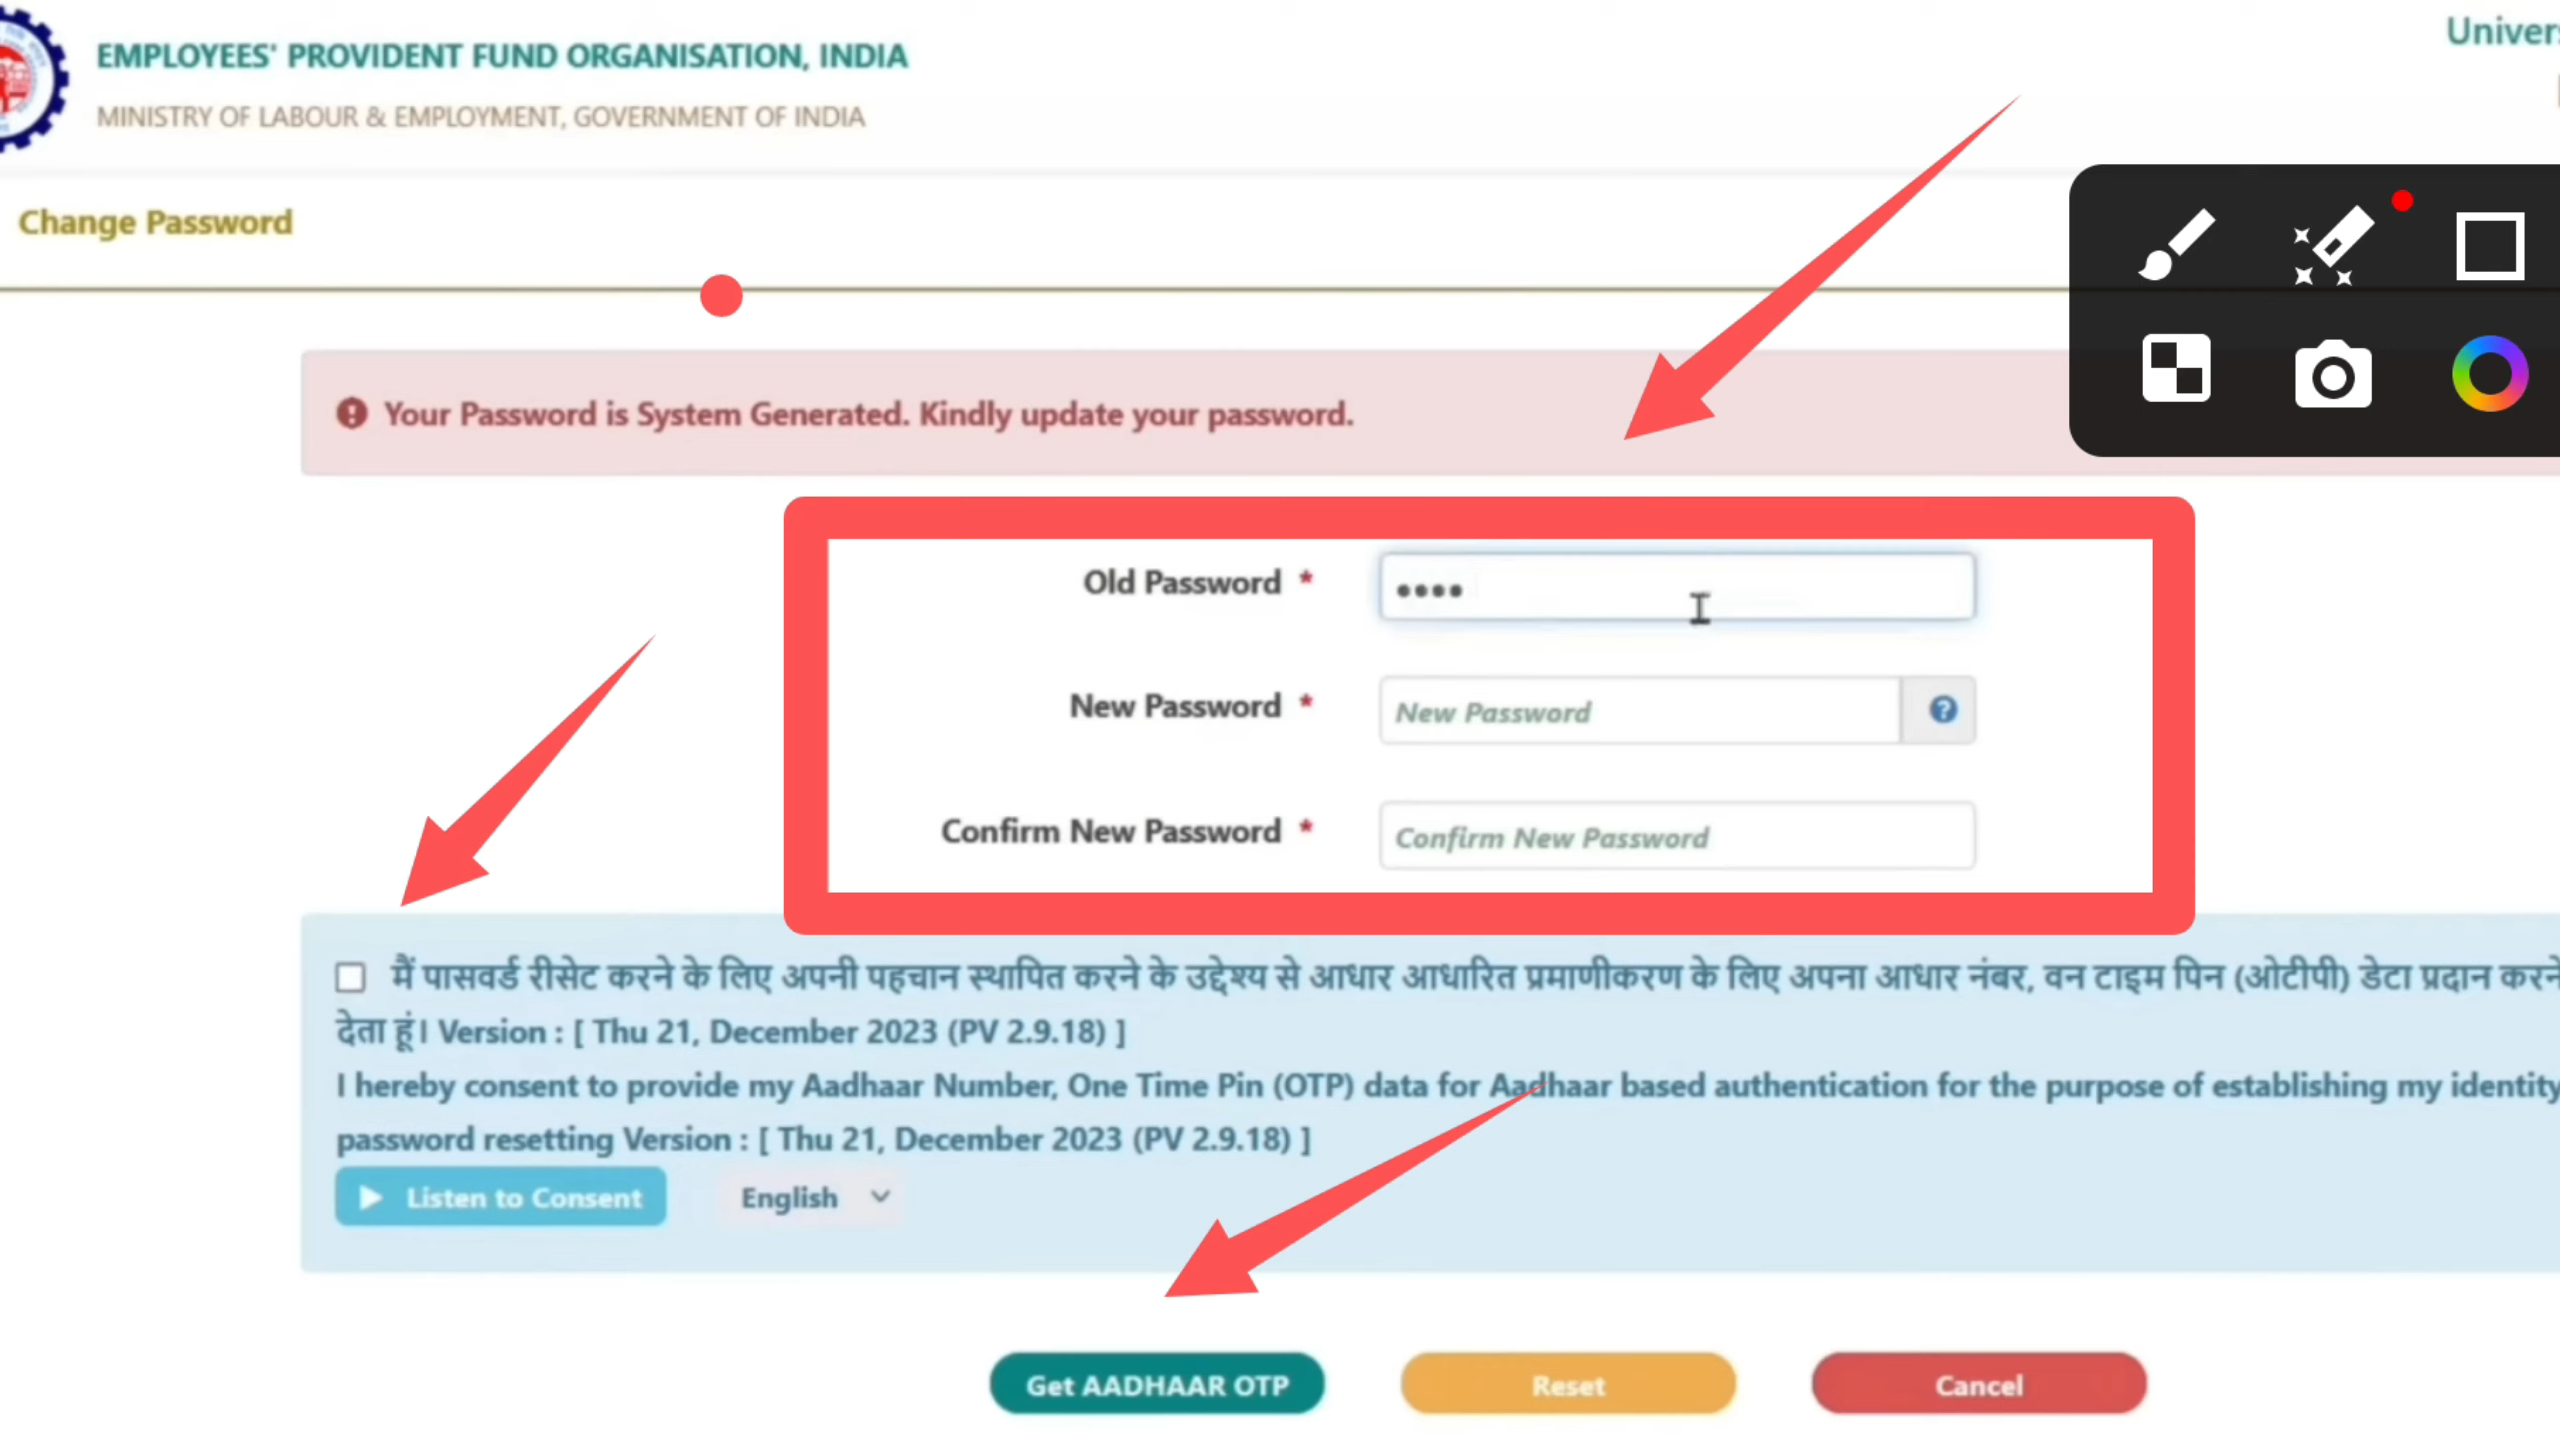 EMPLOYEES' PROVIDENT FUND ORGANISATION, INDIA
MINISTRY OF LABOUR & EMPLOYMENT, GOVERNMENT OF INDIA
Change Password
Your Password is System Generated. Kindly update your password.
Old Password *
New Password * New Password
Confirm New Password * Confirm New Password
मैं पासवर्ड रीसेट करने के लिए अपनी पहचान स्थापित करने के उद्देश्य से आधार आधारित प्रमाणीकरण के लिए अपना आधार नंबर, वन टाइम पिन (ओटीपी) डेटा प्रदान करने
देता हूं। Version : [ Thu 21, December 2023 (PV 2.9.18) ]
I hereby consent to provide my Aadhaar Number, One Time Pin (OTP) data for Aadhaar based authentication for the purpose of establishing my identity
password resetting Version : [ Thu 21, December 2023 (PV 2.9.18) ]
Listen to Consent English
Get AADHAAR OTP Reset Cancel